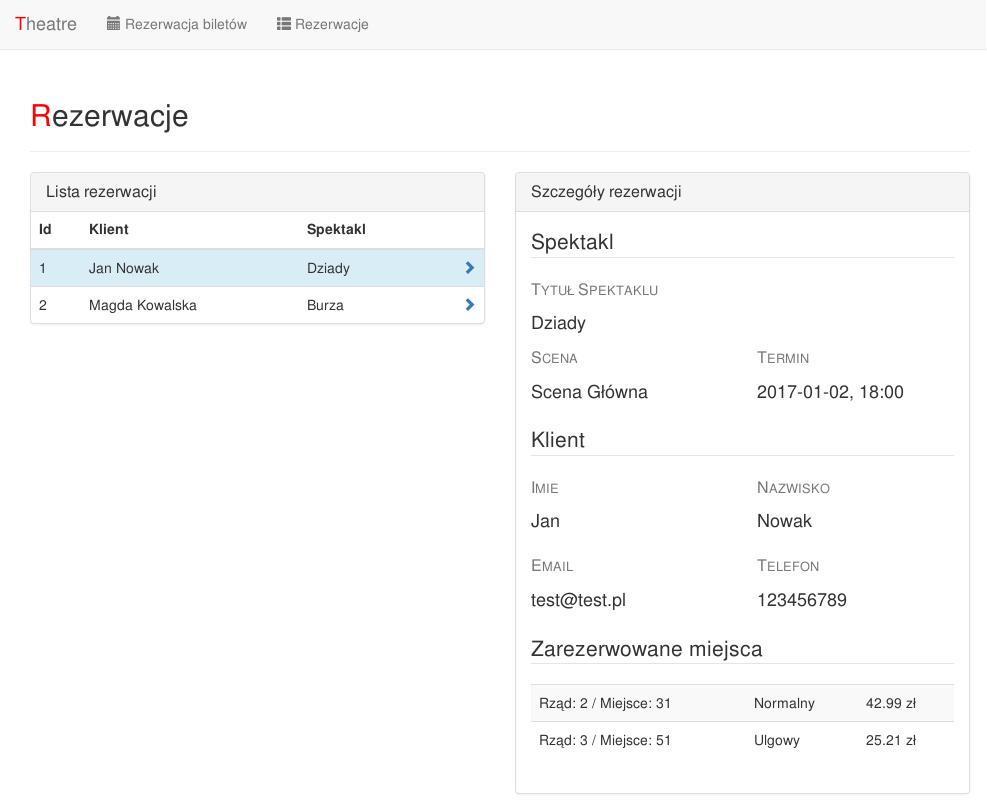 Theatre Rezerwacja biletów Rezerwacje
Rezerwacje
Lista rezerwacji
Id Klient Spektakl
1 Jan Nowak Dziady
2 Magda Kowalska Burza
Szczegóły rezerwacji
Spektakl
Tytuł Spektaklu
Dziady
Scena Termin
Scena Główna 2017-01-02, 18:00
Klient
Imie Nazwisko
Jan Nowak
Email Telefon
test@test.pl 123456789
Zarezerwowane miejsca
Rząd: 2 / Miejsce: 31 Normalny 42.99 zł
Rząd: 3 / Miejsce: 51 Ulgowy 25.21 zł